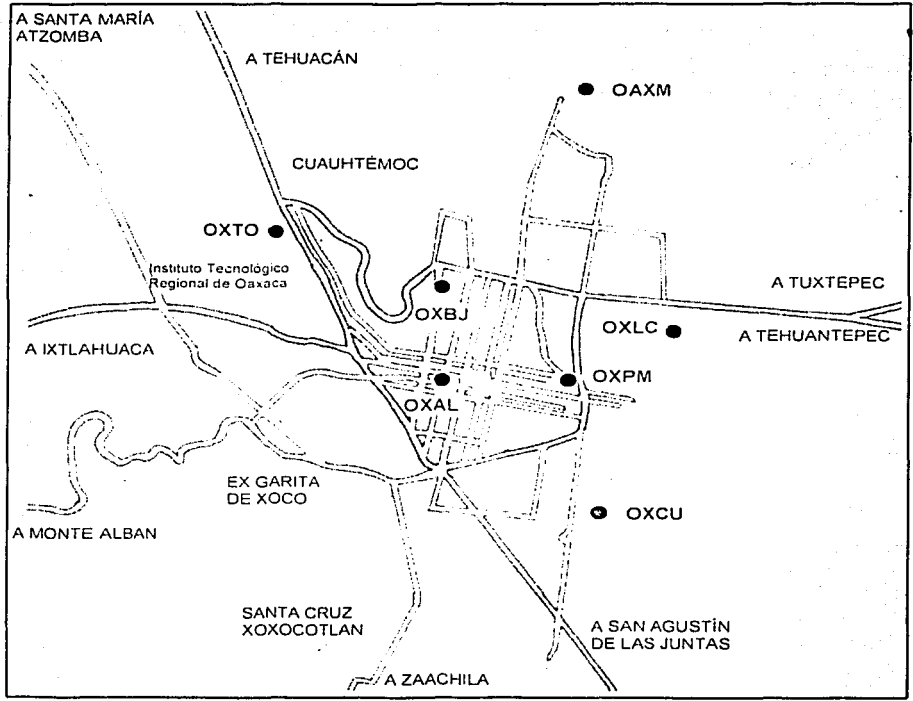 A SANTA MARÍA
ATZOMBA
A TEHUACÁN
OAXM
CUAUHTÉMOC
OXTO
Instituto Tecnológico
Regional de Oaxaca
OXBJ
A TUXTEPEC
OXLC
A TEHUANTEPEC
A IXTLAHUACA
OXPM
OXAL
EX GARITA
DE XOCO
OXCU
A MONTE ALBAN
SANTA CRUZ
XOXOCOTLAN
A SAN AGUSTÍN
DE LAS JUNTAS
A ZAACHILA